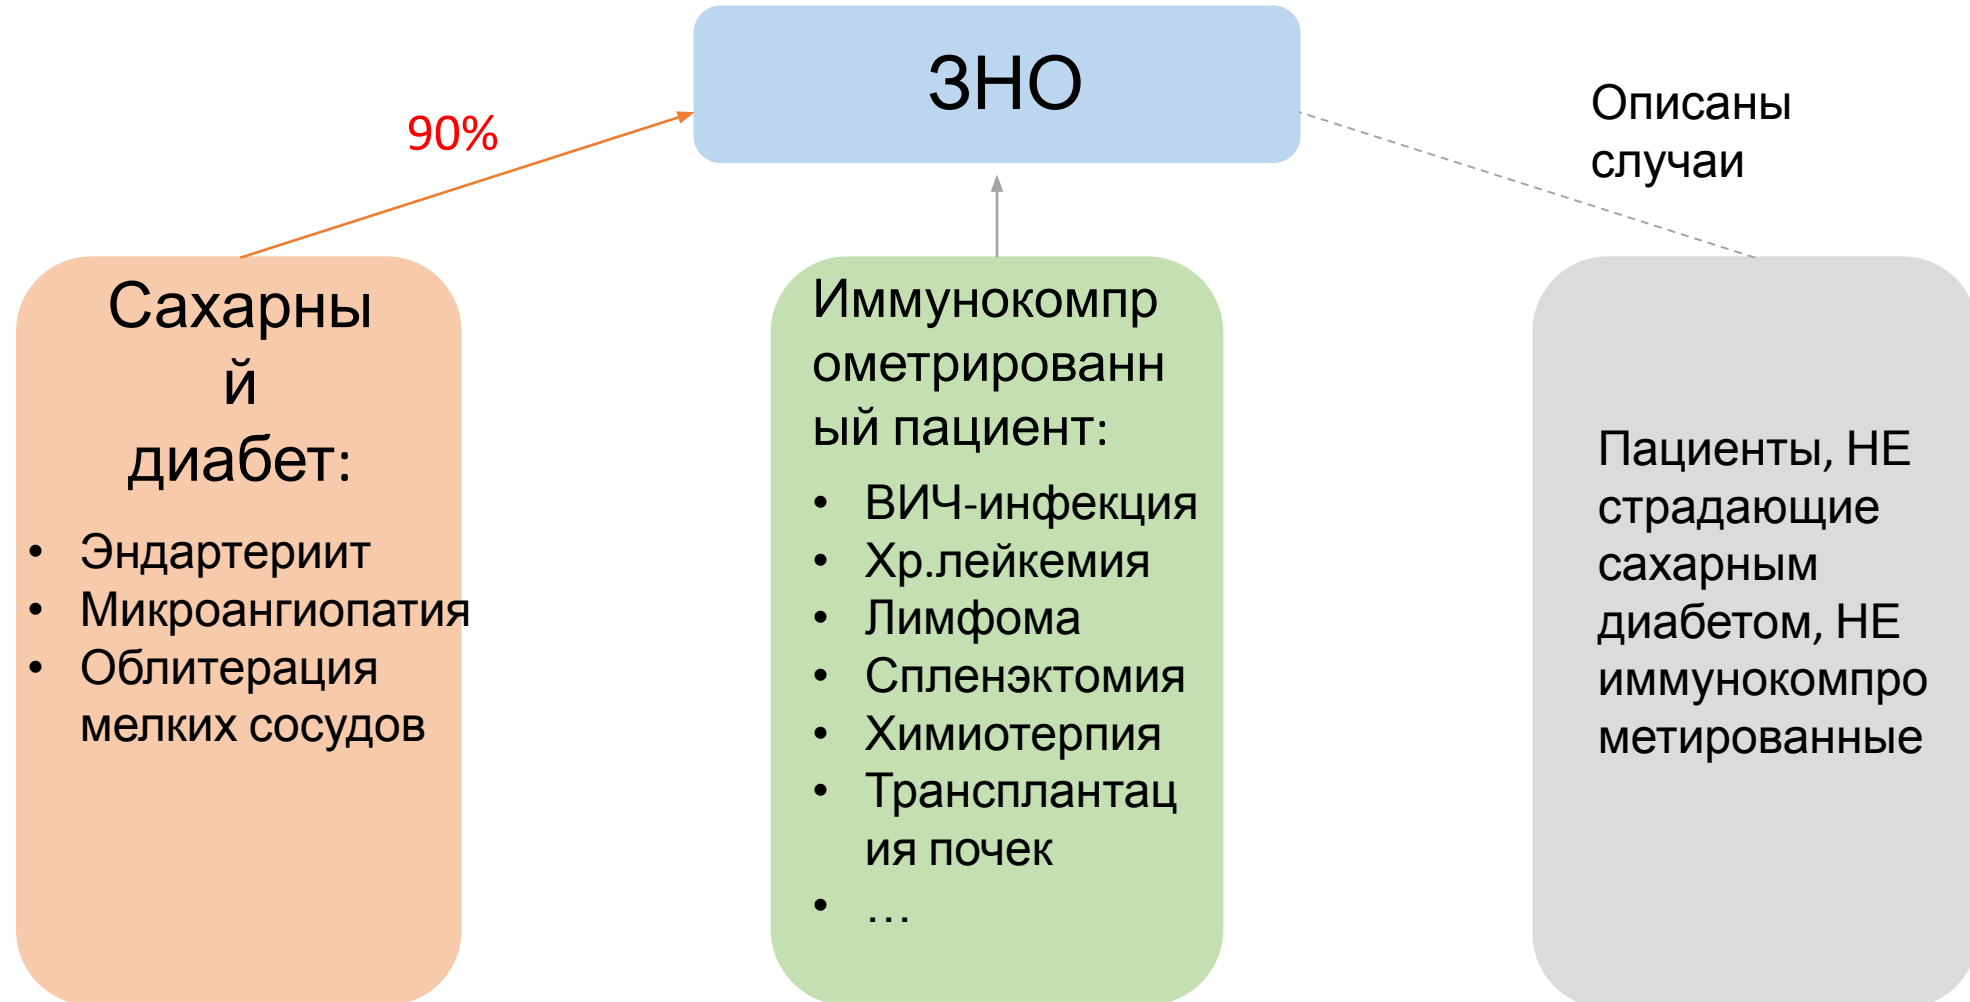 ЗНО
90%
Описаны
случаи
Сахарны
й
диабет:
• Эндартериит
• Микроангиопатия
• Облитерация
мелких сосудов
Иммунокомпр
ометрированн
ый пациент:
• ВИЧ-инфекция
• Хр.лейкемия
• Лимфома
• Спленэктомия
• Химиотерпия
• Трансплантац
ия почек
• …
Пациенты, НЕ
страдающие
сахарным
диабетом, НЕ
иммунокомпро
метированные